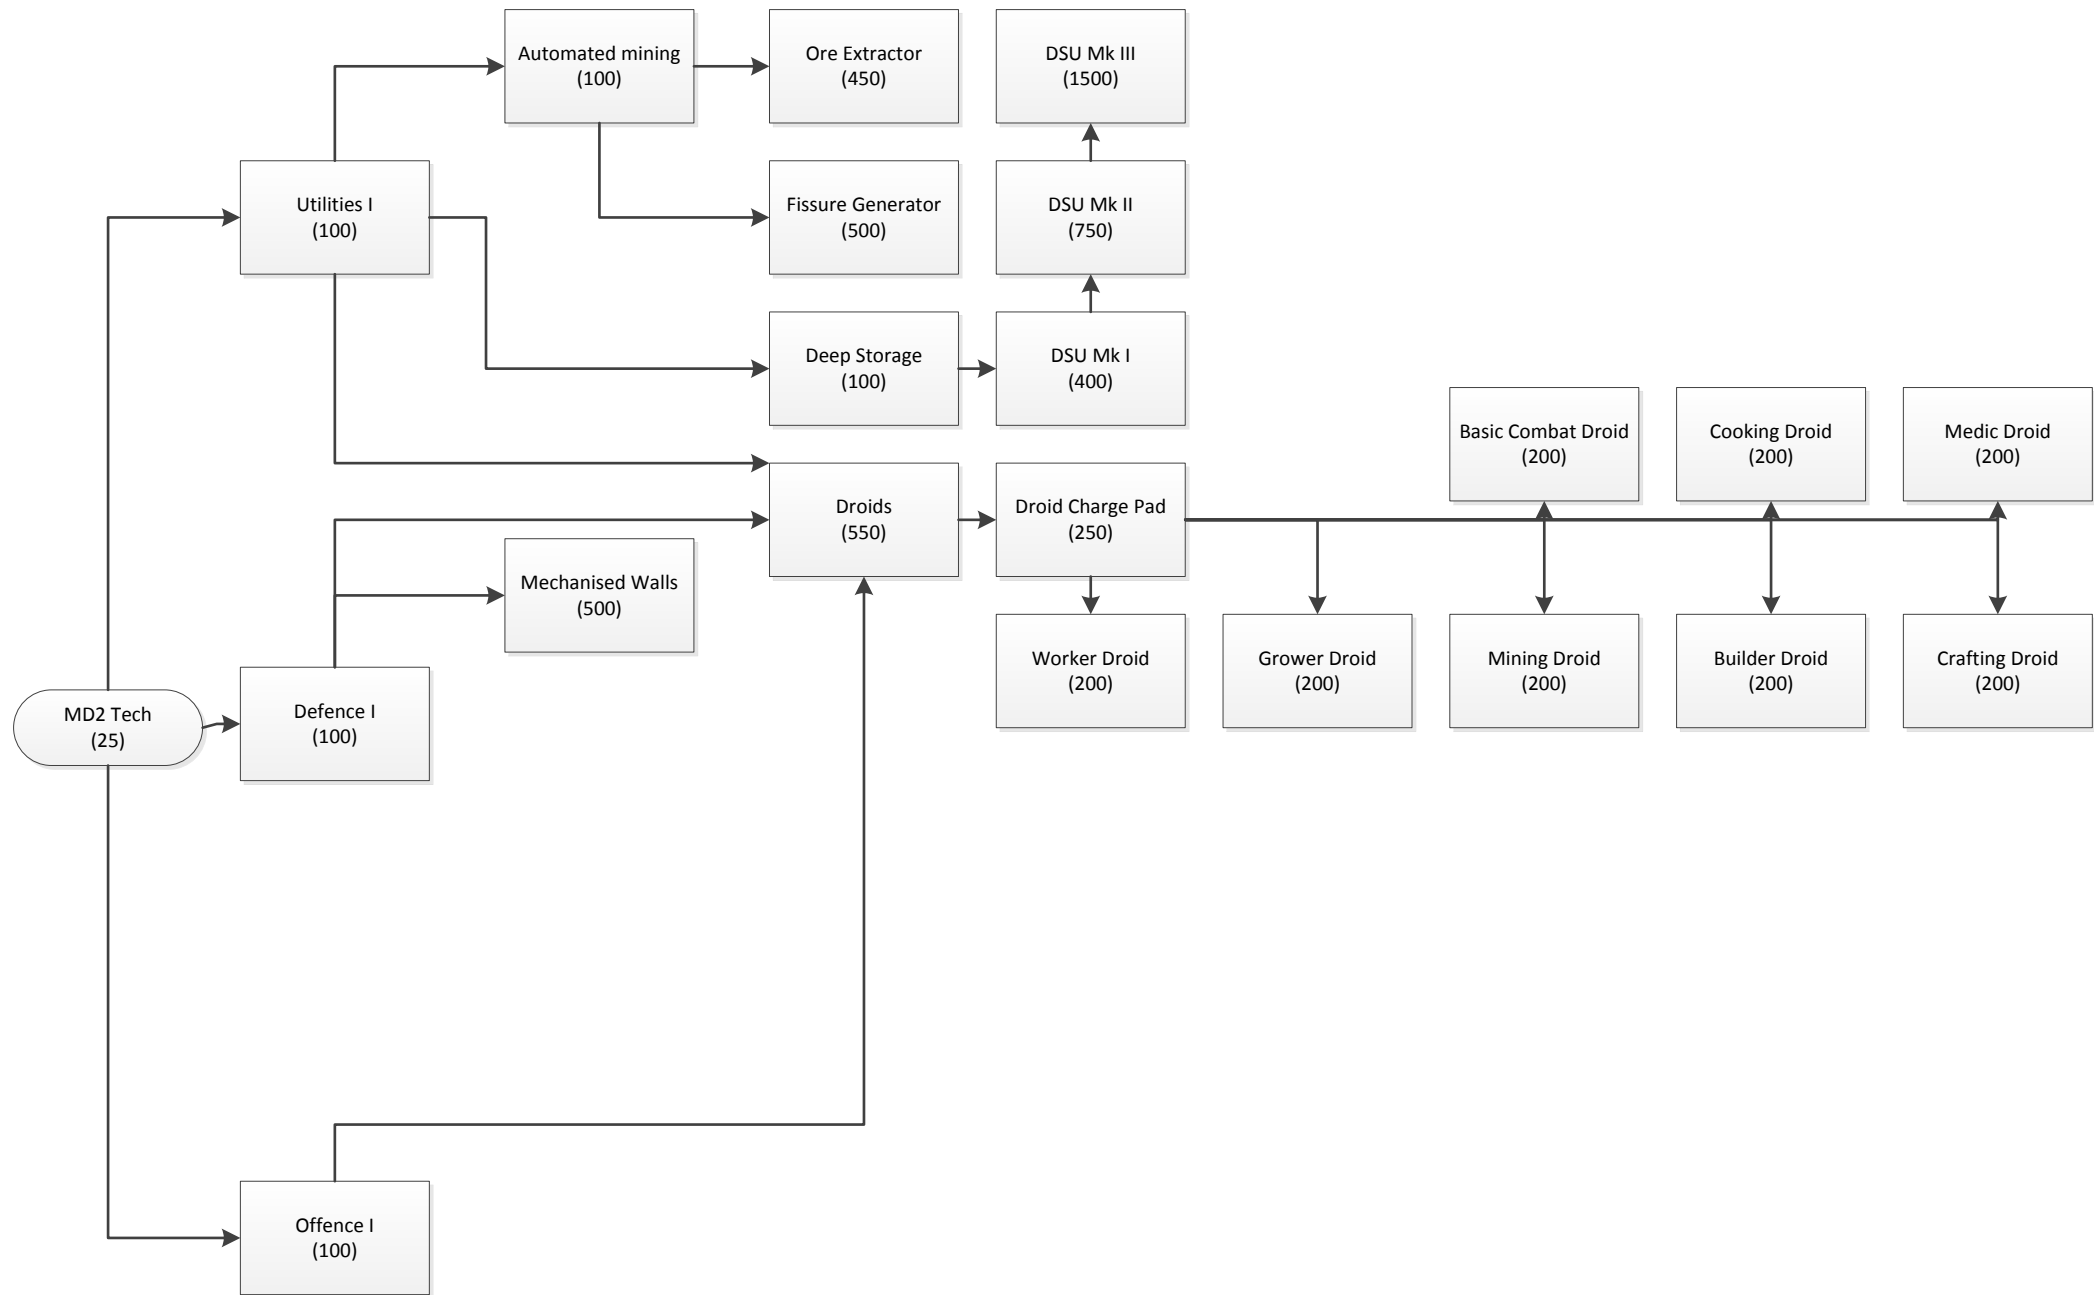 Automated mining
(100)
Ore Extractor
(450)
DSU Mk III
(1500)
Utilities I
(100)
Fissure Generator
(500)
DSU Mk II
(750)
Deep Storage
(100)
DSU Mk I
(400)
Basic Combat Droid
(200)
Cooking Droid
(200)
Medic Droid
(200)
Droids
(550)
Droid Charge Pad
(250)
Mechanised Walls
(500)
Worker Droid
(200)
Grower Droid
(200)
Mining Droid
(200)
Builder Droid
(200)
Crafting Droid
(200)
MD2 Tech
(25)
Defence I
(100)
Offence I
(100)